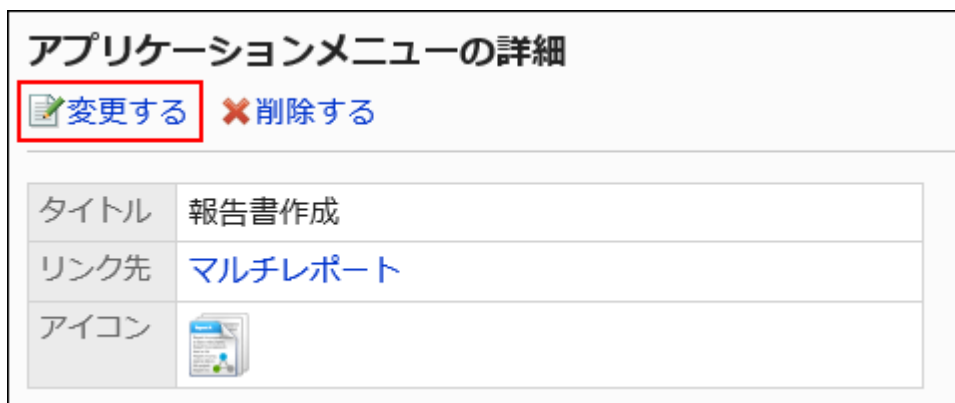 アプリケーションメニューの詳細
変更する 削除する
タイトル 報告書作成
リンク先 マルチレポート
アイコン